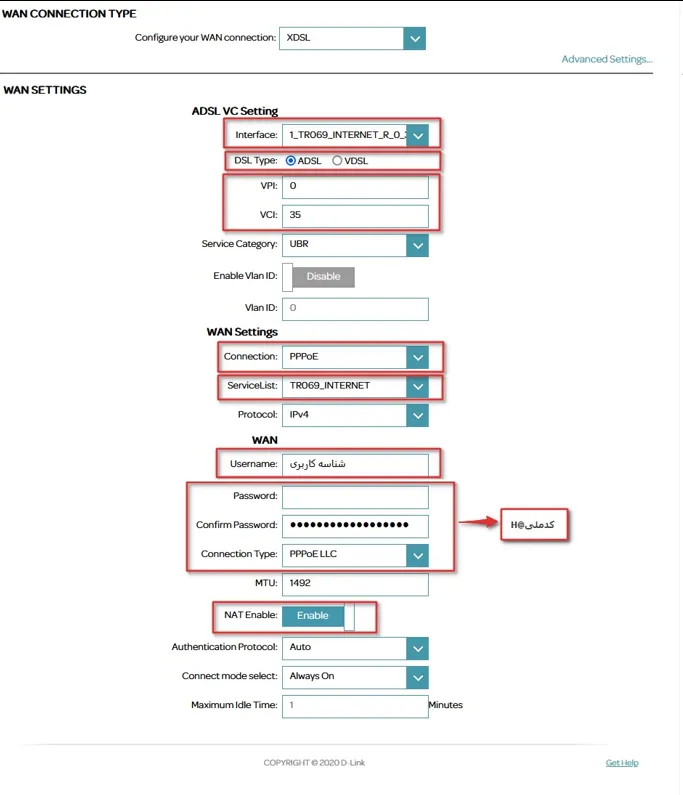 WAN CONNECTION TYPE
Configure your WAN connection: XDSL
Advanced Settings...
WAN SETTINGS
ADSL VC Setting
Interface: 1_TR069_INTERNET_R_0_
DSL Type: ADSL VDSL
VPI: 0
VCI: 35
Service Category: UBR
Enable Vlan ID: Disable
Vlan ID: 0
WAN Settings
Connection: PPPoE
ServiceList: TR069_INTERNET
Protocol: IPv4
WAN
Username: شناسه کاربری
Password:
Confirm Password: ••••••••••••••••••
کدملی@H
Connection Type: PPPoE LLC
MTU: 1492
NAT Enable: Enable
Authentication Protocol: Auto
Connect mode select: Always On
Maximum Idle Time: 1 Minutes
COPYRIGHT © 2020 D-Link
Get Help